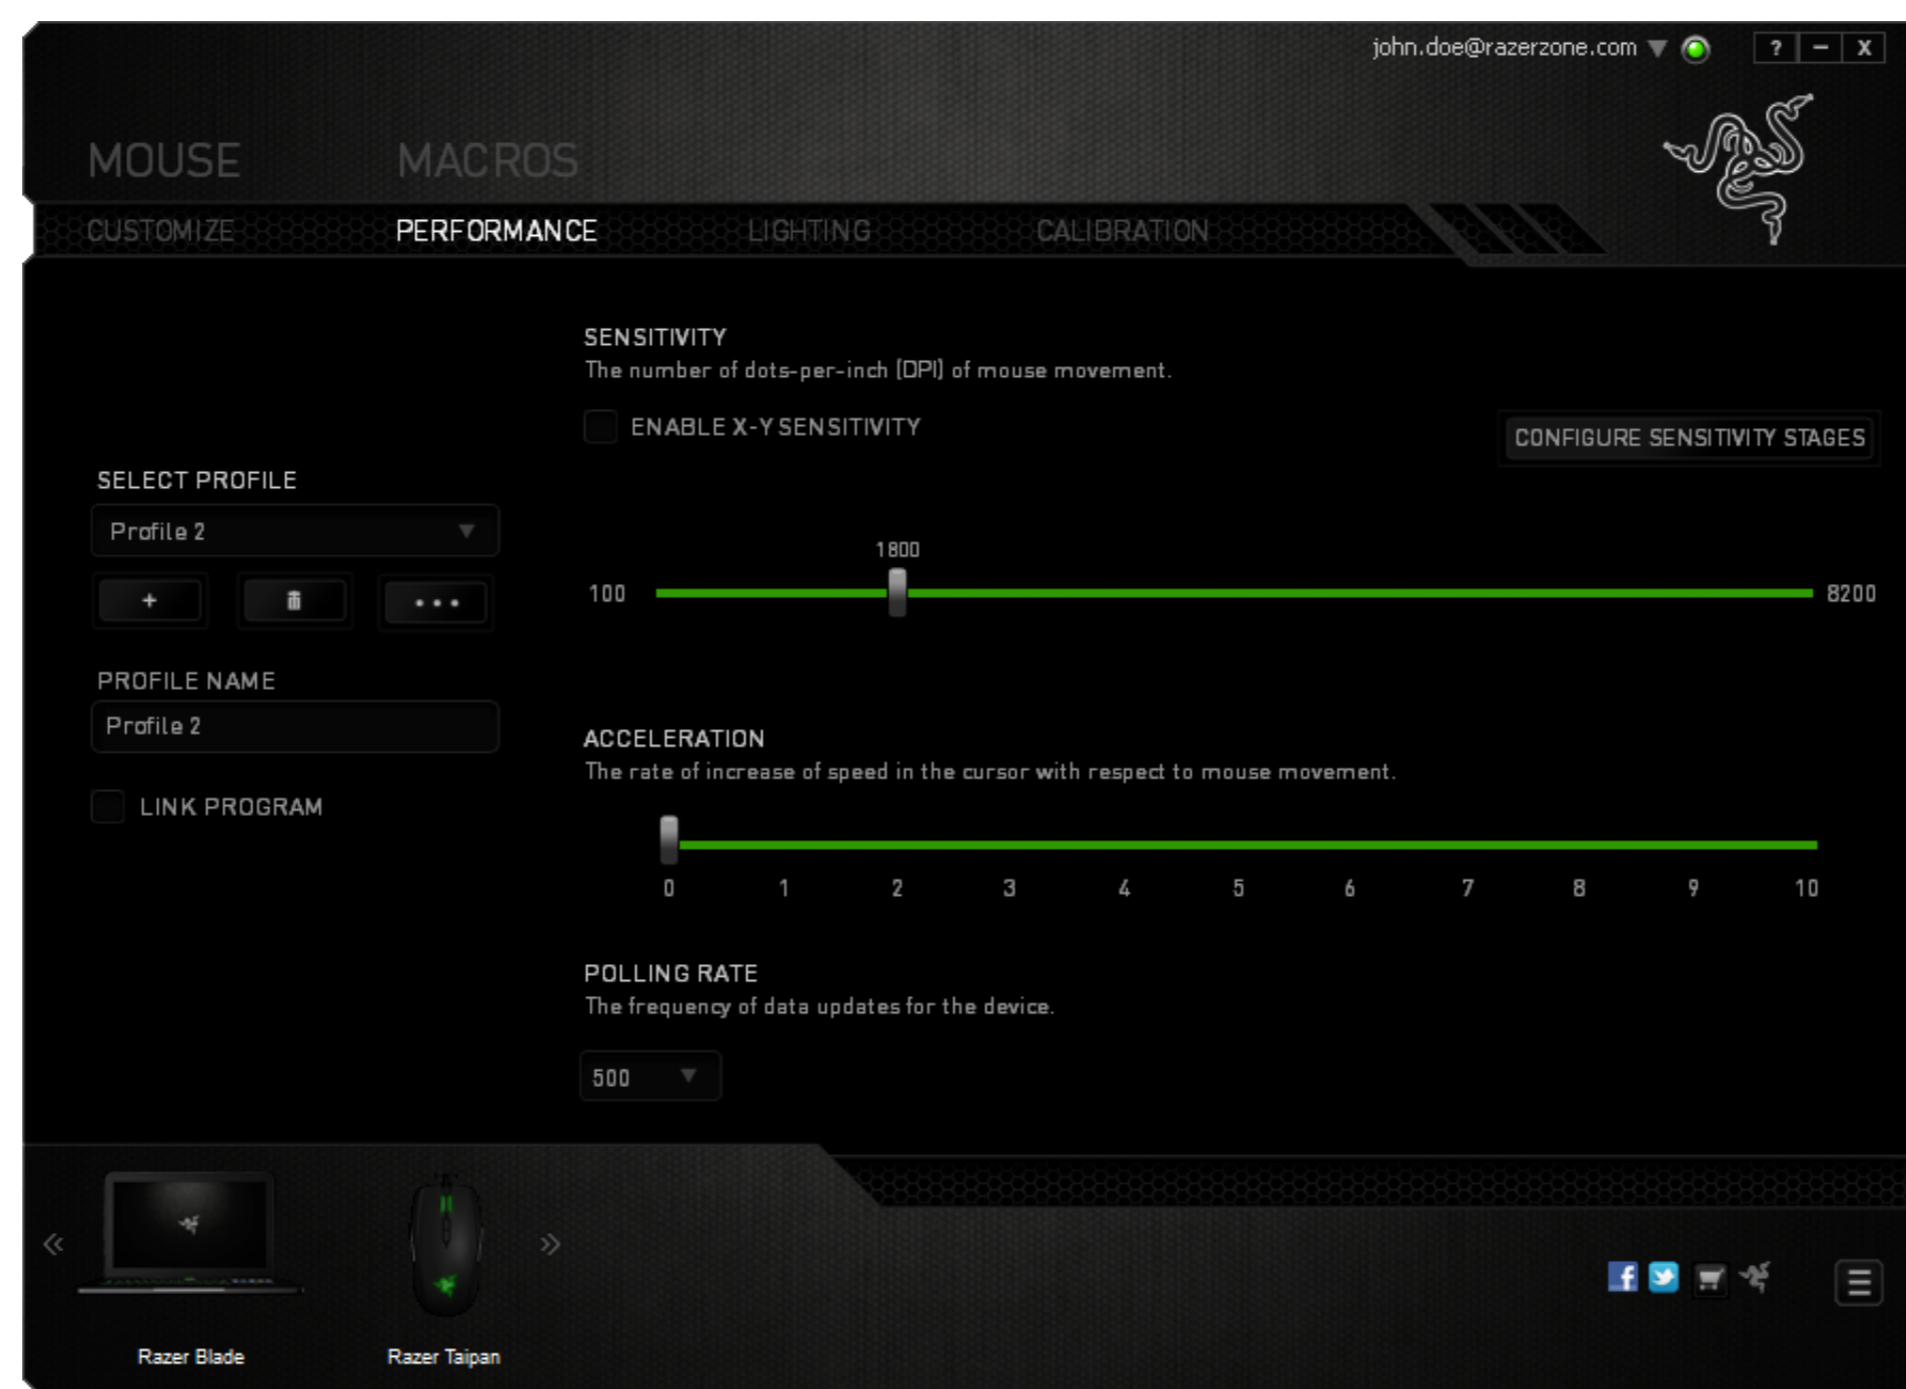 john.doe@razerzone.com
? – X
MOUSE MACROS
CUSTOMIZE PERFORMANCE LIGHTING CALIBRATION
SENSITIVITY
The number of dots-per-inch (DPI) of mouse movement.
ENABLE X-Y SENSITIVITY
CONFIGURE SENSITIVITY STAGES
SELECT PROFILE
Profile 2
+ •••
1800
100 8200
PROFILE NAME
Profile 2
LINK PROGRAM
ACCELERATION
The rate of increase of speed in the cursor with respect to mouse movement.
0 1 2 3 4 5 6 7 8 9 10
POLLING RATE
The frequency of data updates for the device.
500
« »
f
Razer Blade Razer Taipan